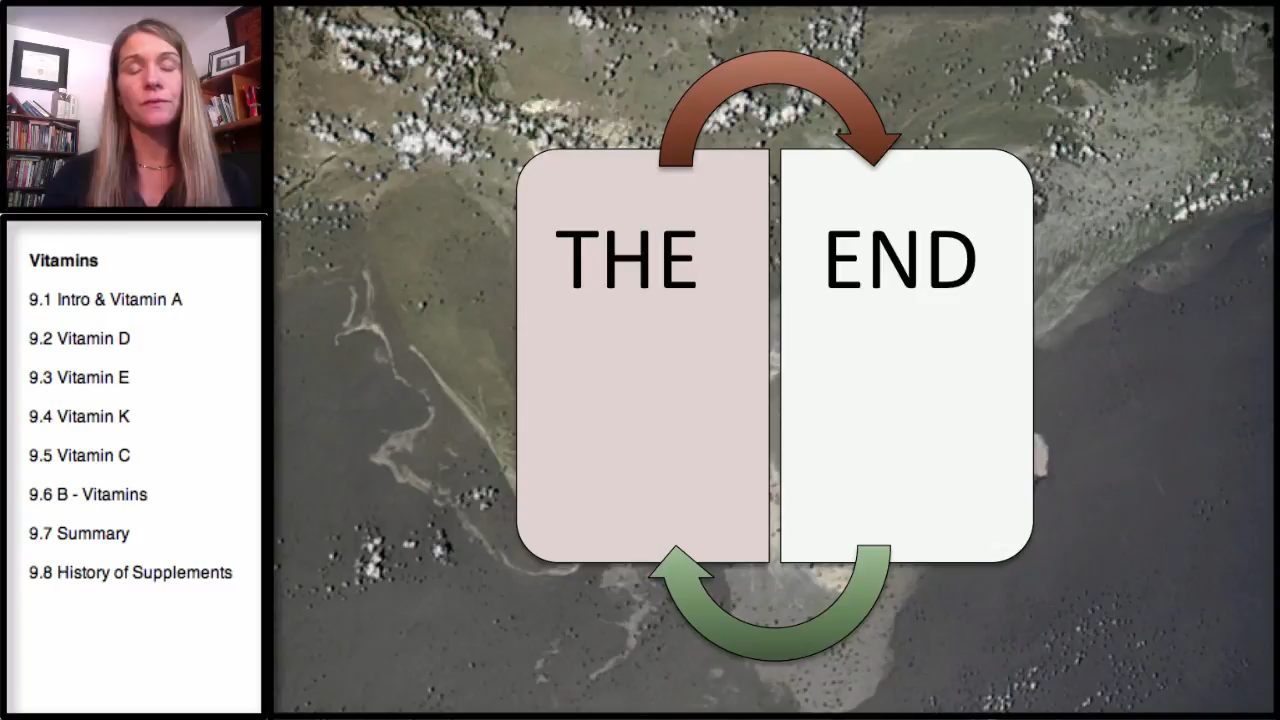 Vitamins
9.1 Intro & Vitamin A
9.2 Vitamin D
9.3 Vitamin E
9.4 Vitamin K
9.5 Vitamin C
9.6 B - Vitamins
9.7 Summary
9.8 History of Supplements
THE END